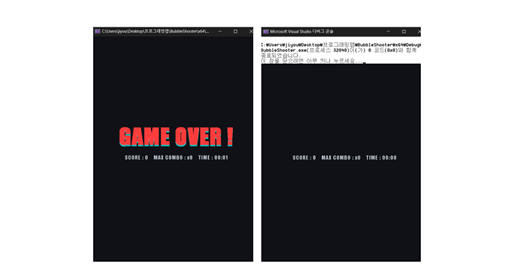 C:\Users\jiyou\Desktop\프로그래밍랩\BubbleShooter\x64\
GAME OVER !
SCORE : 0 MAX COMBO : x0 TIME : 00:01
Microsoft Visual Studio 디버그 콘솔
C:\Users\jiyou\Desktop\프로그래밍랩\BubbleShooter\x64\Debug\
BubbleShooter.exe(프로세스 32040)이(가) 0 코드(0x0)와 함께
종료되었습니다.
이 창을 닫으려면 아무 키나 누르세요...
SCORE : 0 MAX COMBO : x0 TIME : 00:00